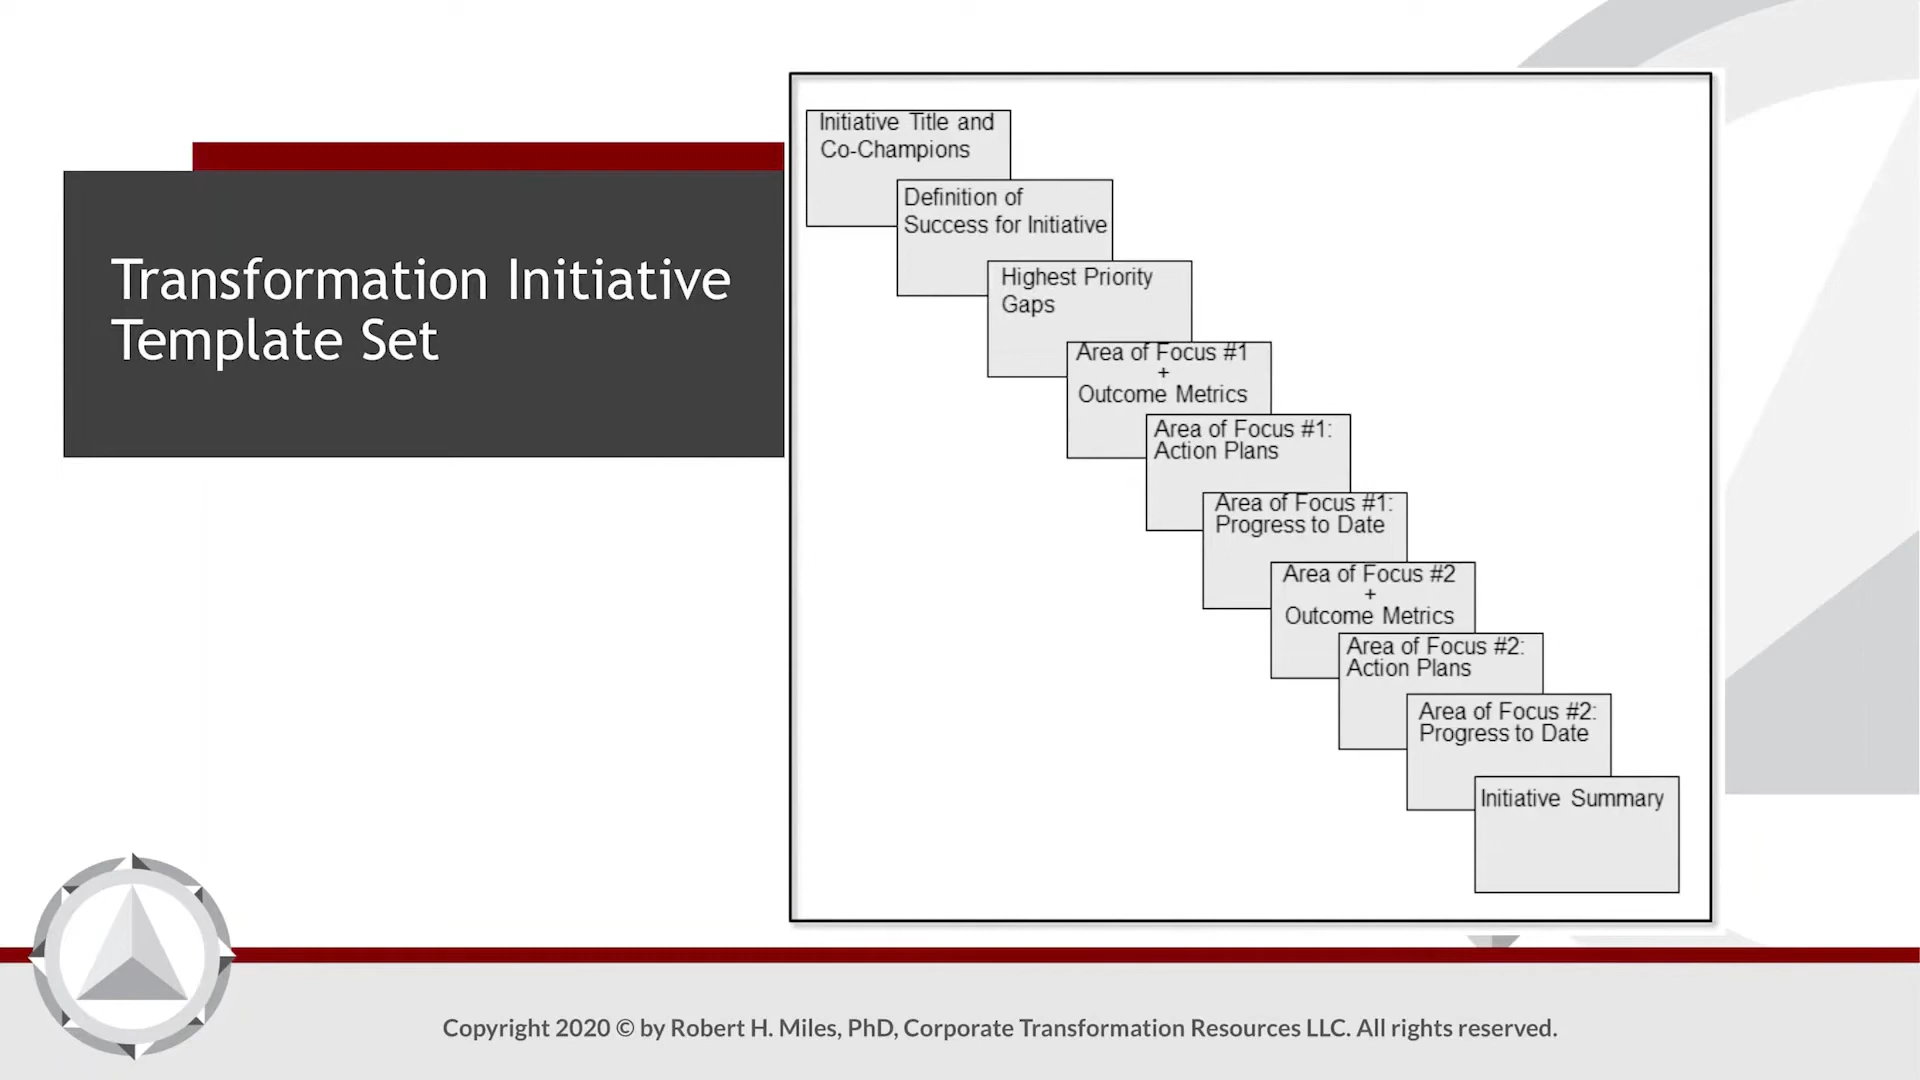 Transformation Initiative
Template Set
Initiative Title and
Co-Champions
Definition of
Success for Initiative
Highest Priority
Gaps
Area of Focus #1
+
Outcome Metrics
Area of Focus #1:
Action Plans
Area of Focus #1:
Progress to Date
Area of Focus #2
+
Outcome Metrics
Area of Focus #2:
Action Plans
Area of Focus #2:
Progress to Date
Initiative Summary
Copyright 2020 © by Robert H. Miles, PhD, Corporate Transformation Resources LLC. All rights reserved.